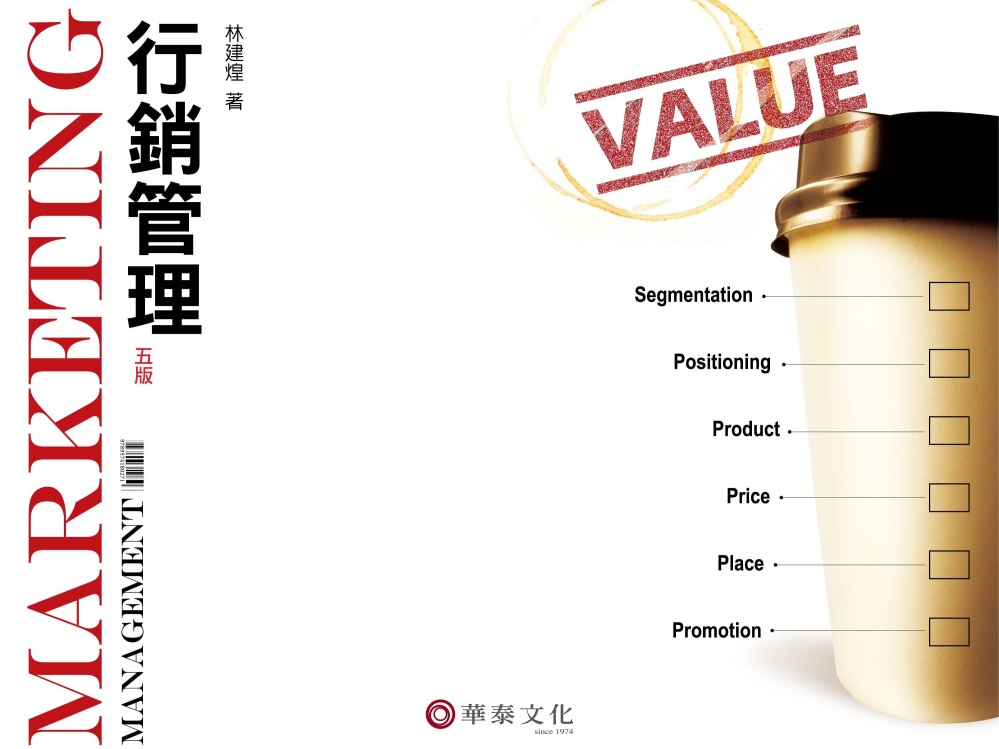 MARKETING
MANAGEMENT
行銷管理
五版
林建煌 著
9789574180271
VALUE
Segmentation
Positioning
Product
Price
Place
Promotion
華泰文化
since 1974